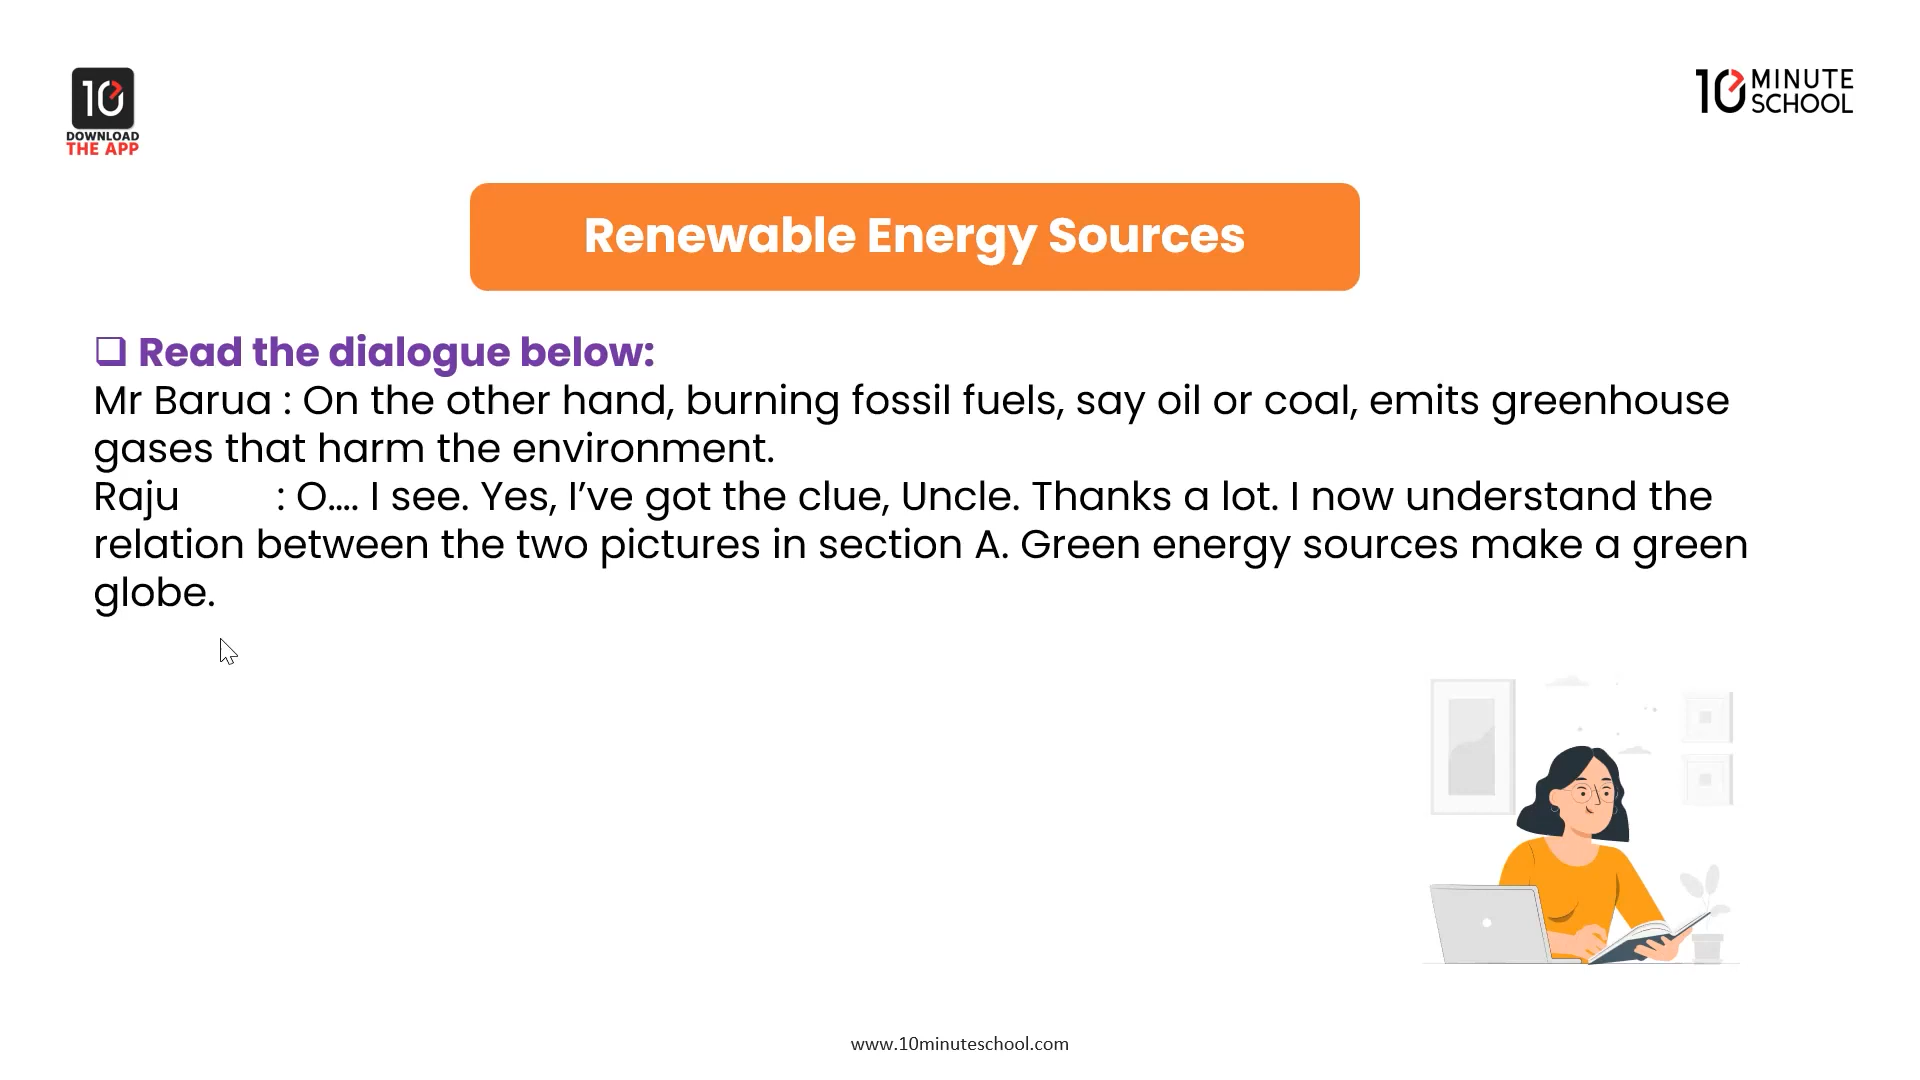 10
DOWNLOAD
THE APP
10 MINUTE
SCHOOL
Renewable Energy Sources
❑ Read the dialogue below:
Mr Barua : On the other hand, burning fossil fuels, say oil or coal, emits greenhouse
gases that harm the environment.
Raju : O.... I see. Yes, I’ve got the clue, Uncle. Thanks a lot. I now understand the
relation between the two pictures in section A. Green energy sources make a green
globe.
www.10minuteschool.com